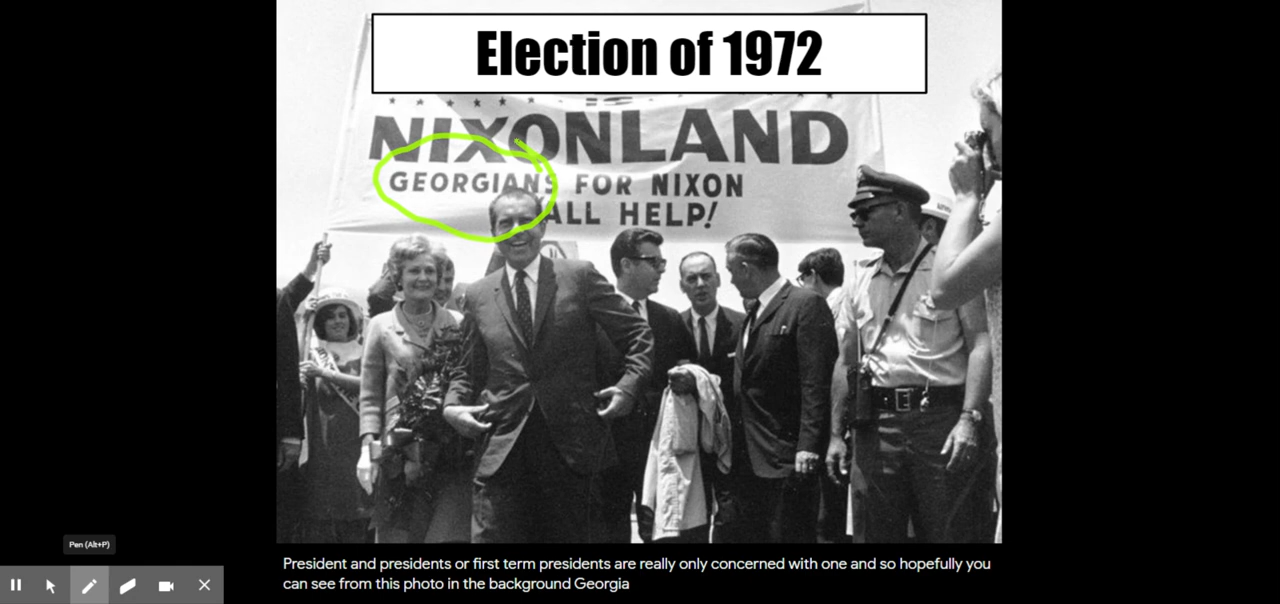 Election of 1972
NIXONLAND
GEORGIANS FOR NIXON
ALL HELP!
Pen (Alt+P)
President and presidents or first term presidents are really only concerned with one and so hopefully you
can see from this photo in the background Georgia